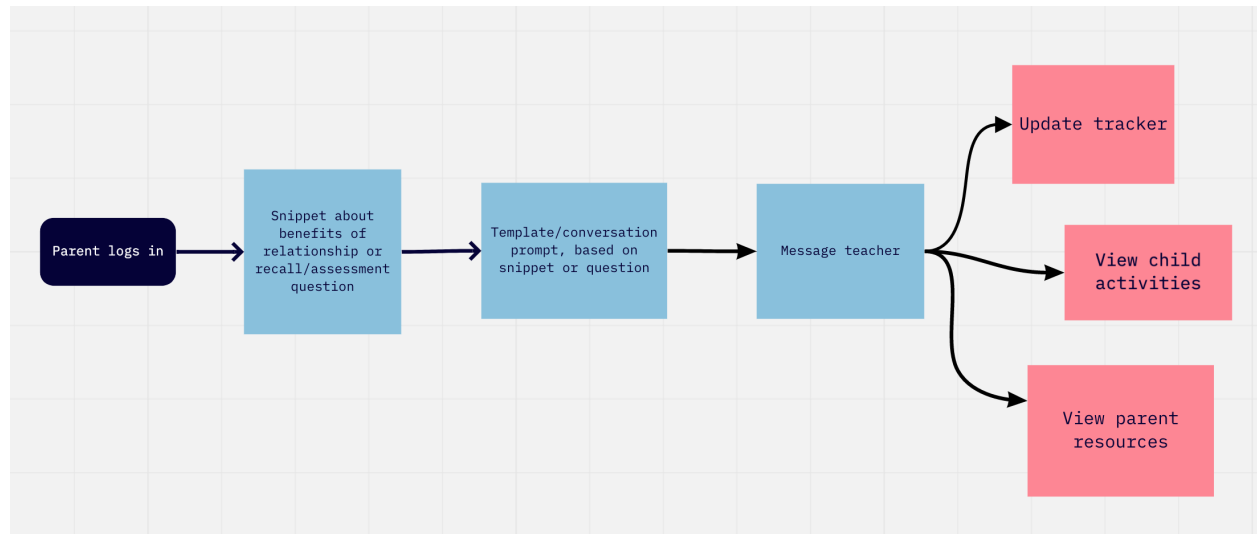 Parent logs in
Snippet about
benefits of
relationship or
recall/assessment
question
Template/conversation
prompt, based on
snippet or question
Message teacher
Update tracker
View child
activities
View parent
resources